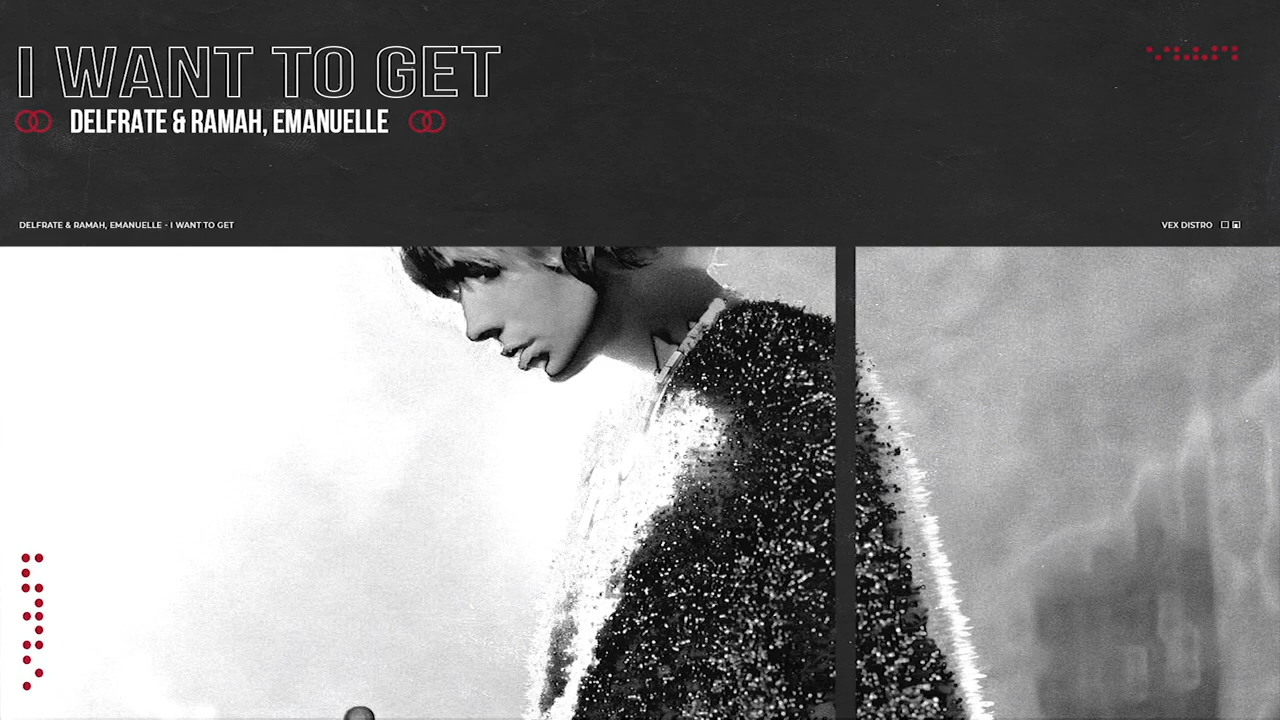 I WANT TO GET
DELFRATE & RAMAH, EMANUELLE
DELFRATE & RAMAH, EMANUELLE - I WANT TO GET
VEX DISTRO